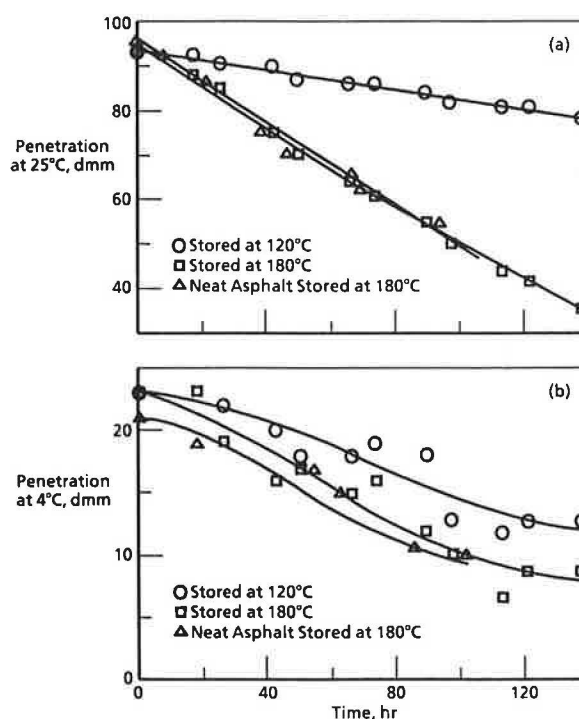 100
(a)
80
Penetration
at 25°C, dmm
60
Stored at 120°C
Stored at 180°C
Neat Asphalt Stored at 180°C
40
(b)
20
Penetration
at 4°C, dmm
10
Stored at 120°C
Stored at 180°C
Neat Asphalt Stored at 180°C
0
0 40 80 120
Time, hr